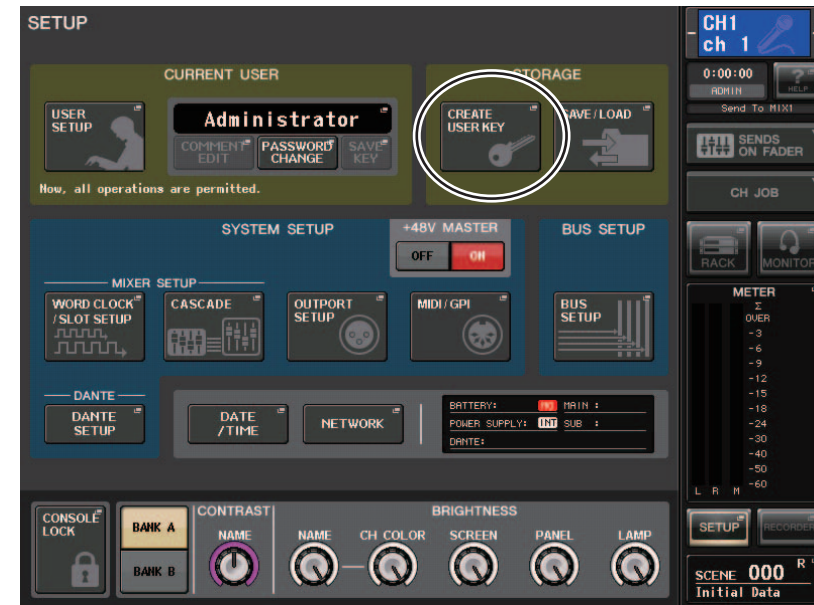 SETUP
CURRENT USER
USER SETUP
Administrator
COMMENT EDIT
PASSWORD CHANGE
SAVE KEY
Now, all operations are permitted.
STORAGE
CREATE USER KEY
SAVE/LOAD
SYSTEM SETUP
+48V MASTER
OFF
ON
BUS SETUP
MIXER SETUP
WORD CLOCK /SLOT SETUP
CASCADE
OUTPORT SETUP
MIDI/GPI
BUS SETUP
DANTE
DANTE SETUP
DATE /TIME
NETWORK
BATTERY: NO MAIN :
POWER SUPPLY: INT SUB :
DANTE:
CONSOLE LOCK
BANK A
BANK B
CONTRAST
NAME
BRIGHTNESS
NAME
CH COLOR
SCREEN
PANEL
LAMP
CH1
ch 1
0:00:00
ADMIN
?
HELP
Send To MIX1
SENDS ON FADER
CH JOB
RACK
MONITOR
METER
Σ
OVER
-3
-6
-9
-12
-15
-18
-24
-30
-40
-50
-60
L R M
SETUP
RECORDER
SCENE 000 R
Initial Data